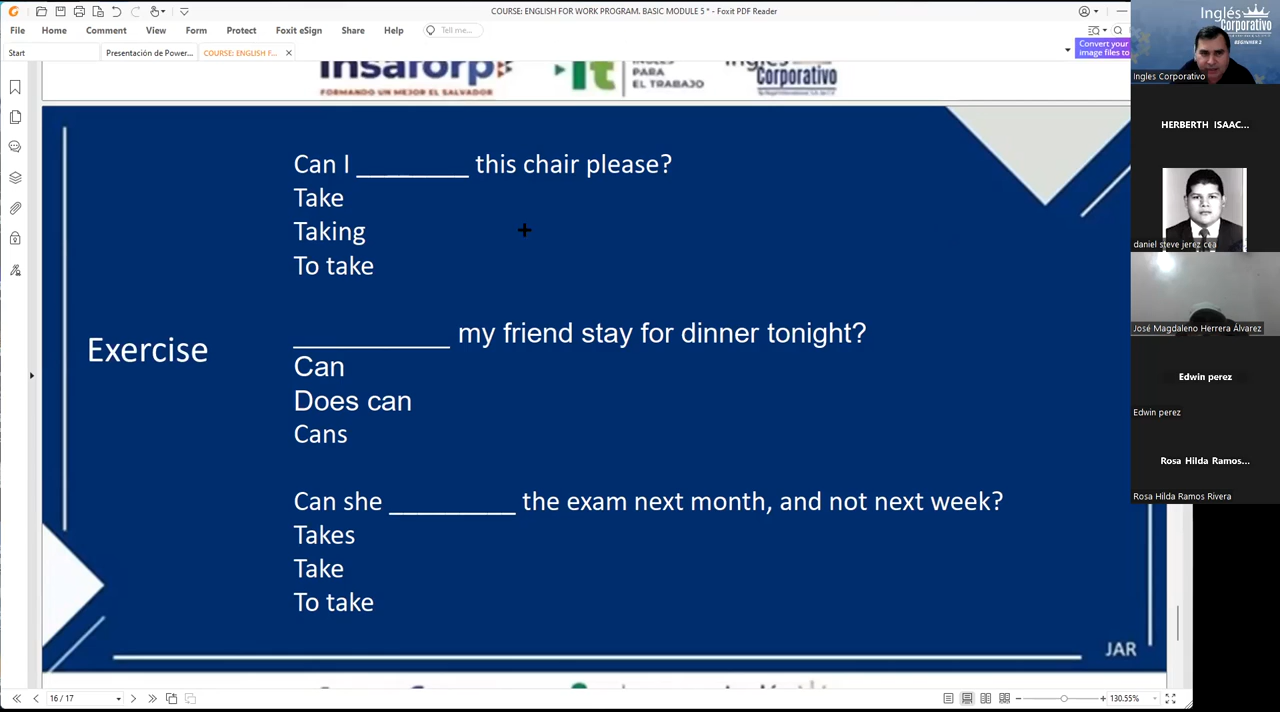 COURSE: ENGLISH FOR WORK PROGRAM. BASIC MODULE 5 * - Foxit PDF Reader
File Home Comment View Form Protect Foxit eSign Share Help Tell me...
Start Presentación de Power... COURSE: ENGLISH F...
Convert your
image files to
Insaforp
FORMANDO UN MEJOR EL SALVADOR
INGLÉS
PARA
EL TRABAJO
Corporativo
Can I ________ this chair please?
Take
Taking
To take
Exercise
___________ my friend stay for dinner tonight?
Can
Does can
Cans
Can she _________ the exam next month, and not next week?
Takes
Take
To take
JAR
16 / 17
130.55%
Inglés
Corporativo
BEGINNER 2
Ingles Corporativo
HERBERTH ISAAC...
daniel steve jerez cea
José Magdaleno Herrera Álvarez
Edwin perez
Edwin perez
Rosa Hilda Ramos...
Rosa Hilda Ramos Rivera